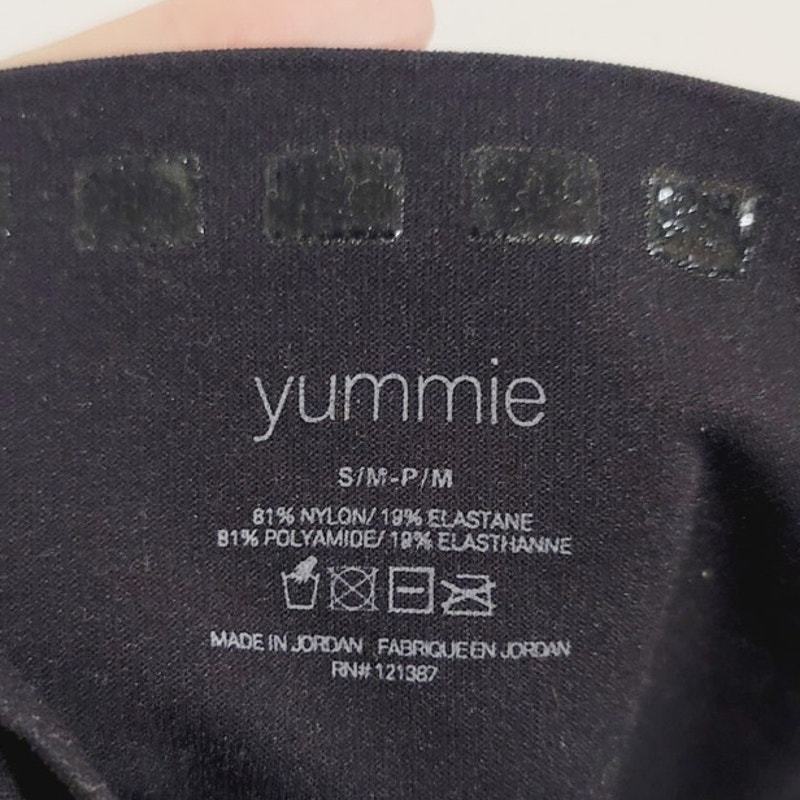 yummie
S/M-P/M
81% NYLON/ 19% ELASTANE
81% POLYAMIDE/ 19% ELASTHANNE
MADE IN JORDAN FABRIQUE EN JORDAN
RN# 121387